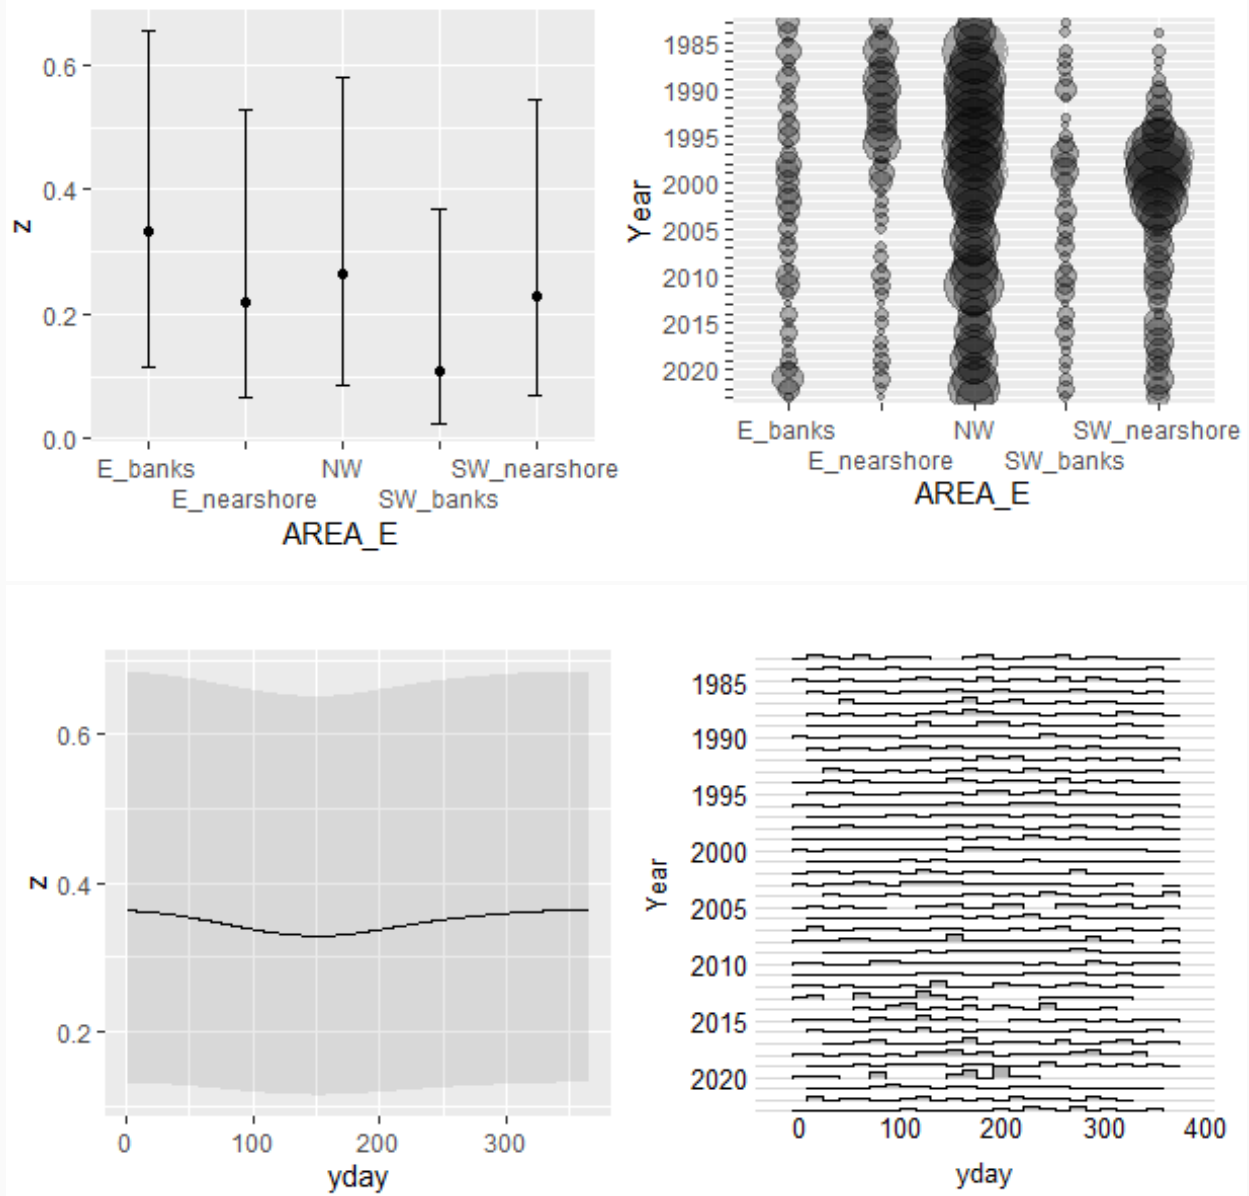 0.6
0.4
0.2
0.0
z
E_banks NW SW_nearshore
E_nearshore SW_banks
AREA_E
1985
1990
1995
2000
2005
2010
2015
2020
Year
E_banks NW SW_nearshore
E_nearshore SW_banks
AREA_E
0.6
0.4
0.2
z
0 100 200 300
yday
1985
1990
1995
2000
2005
2010
2015
2020
Year
0 100 200 300 400
yday